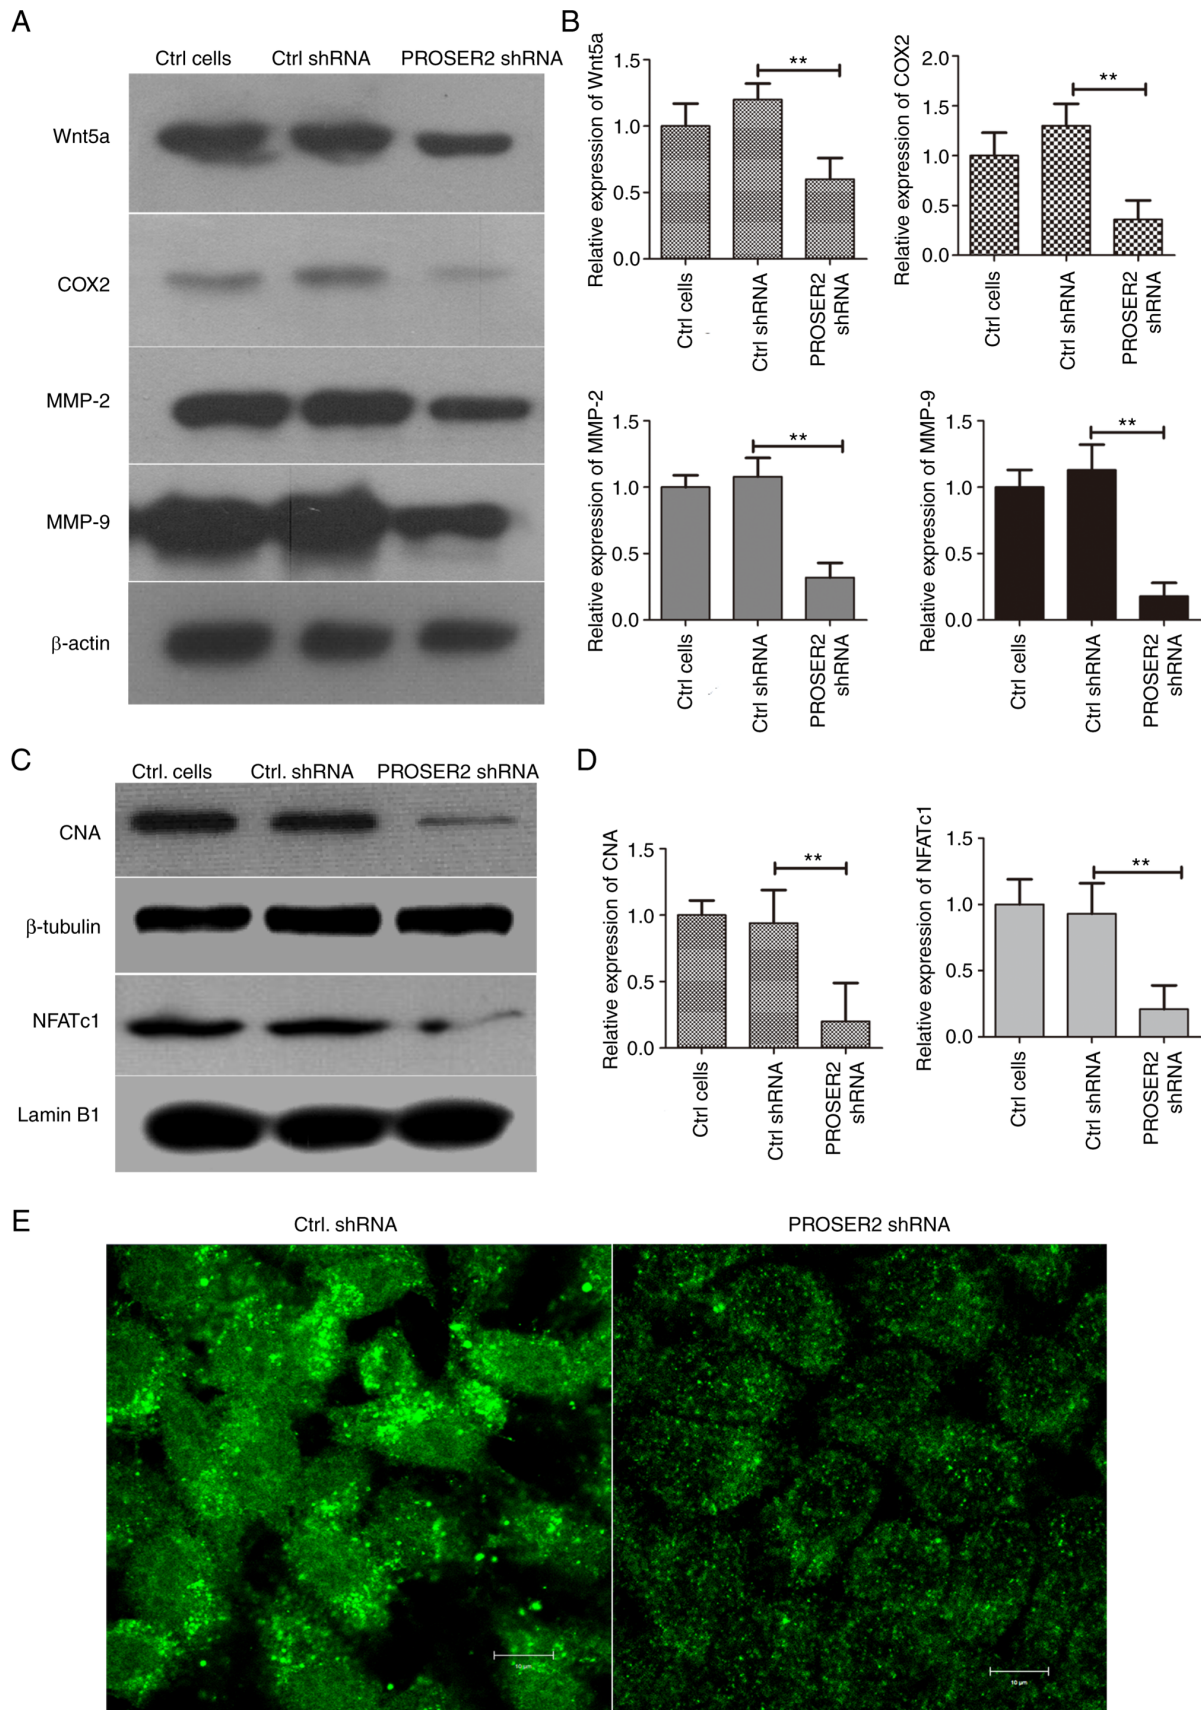 A
Ctrl cells Ctrl shRNA PROSER2 shRNA
Wnt5a
COX2
MMP-2
MMP-9
β-actin
B
Relative expression of Wnt5a
1.5
1.0
0.5
0.0
**
Ctrl cells
Ctrl shRNA
PROSER2
shRNA
Relative expression of COX2
2.0
1.5
1.0
0.5
0.0
**
Ctrl cells
Ctrl shRNA
PROSER2
shRNA
Relative expression of MMP-2
1.5
1.0
0.5
0.0
**
Ctrl cells
Ctrl shRNA
PROSER2
shRNA
Relative expression of MMP-9
1.5
1.0
0.5
0.0
**
Ctrl cells
Ctrl shRNA
PROSER2
shRNA
C
Ctrl. cells Ctrl. shRNA PROSER2 shRNA
CNA
β-tubulin
NFATc1
Lamin B1
D
Relative expression of CNA
1.5
1.0
0.5
0.0
**
Ctrl cells
Ctrl shRNA
PROSER2
shRNA
Relative expression of NFATc1
1.5
1.0
0.5
0.0
**
Ctrl cells
Ctrl shRNA
PROSER2
shRNA
E
Ctrl. shRNA PROSER2 shRNA
10 µm
10 µm